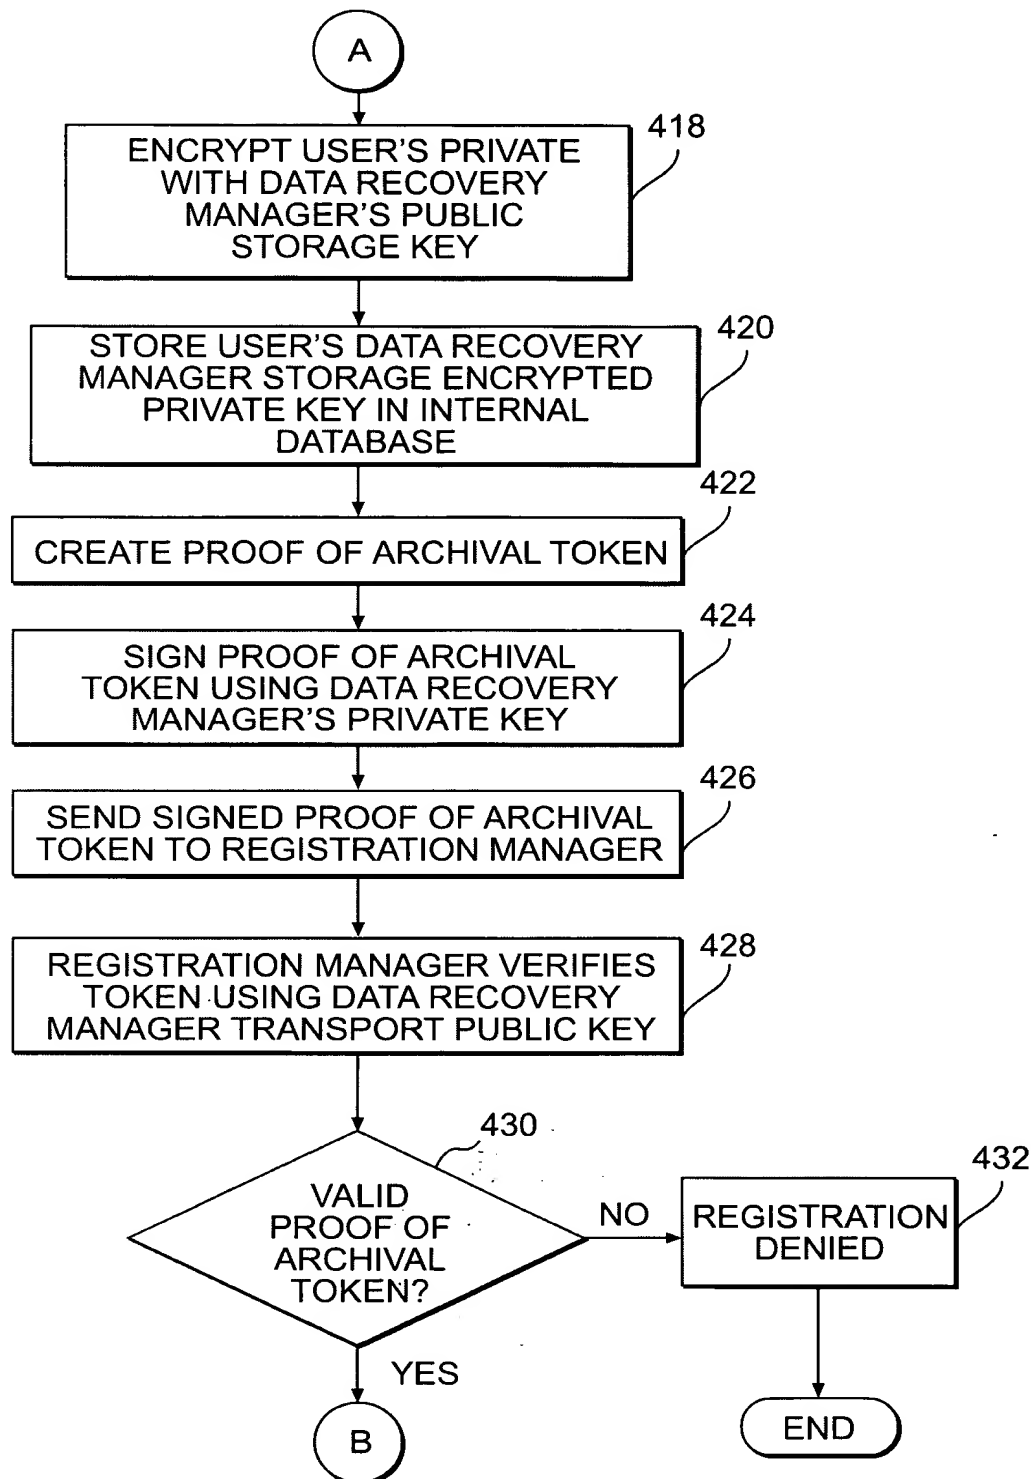 A
418
ENCRYPT USER'S PRIVATE
WITH DATA RECOVERY
MANAGER'S PUBLIC
STORAGE KEY
420
STORE USER'S DATA RECOVERY
MANAGER STORAGE ENCRYPTED
PRIVATE KEY IN INTERNAL
DATABASE
422
CREATE PROOF OF ARCHIVAL TOKEN
424
SIGN PROOF OF ARCHIVAL
TOKEN USING DATA RECOVERY
MANAGER'S PRIVATE KEY
426
SEND SIGNED PROOF OF ARCHIVAL
TOKEN TO REGISTRATION MANAGER
428
REGISTRATION MANAGER VERIFIES
TOKEN USING DATA RECOVERY
MANAGER TRANSPORT PUBLIC KEY
430
VALID
PROOF OF
ARCHIVAL
TOKEN?
NO
432
REGISTRATION
DENIED
YES
B
END